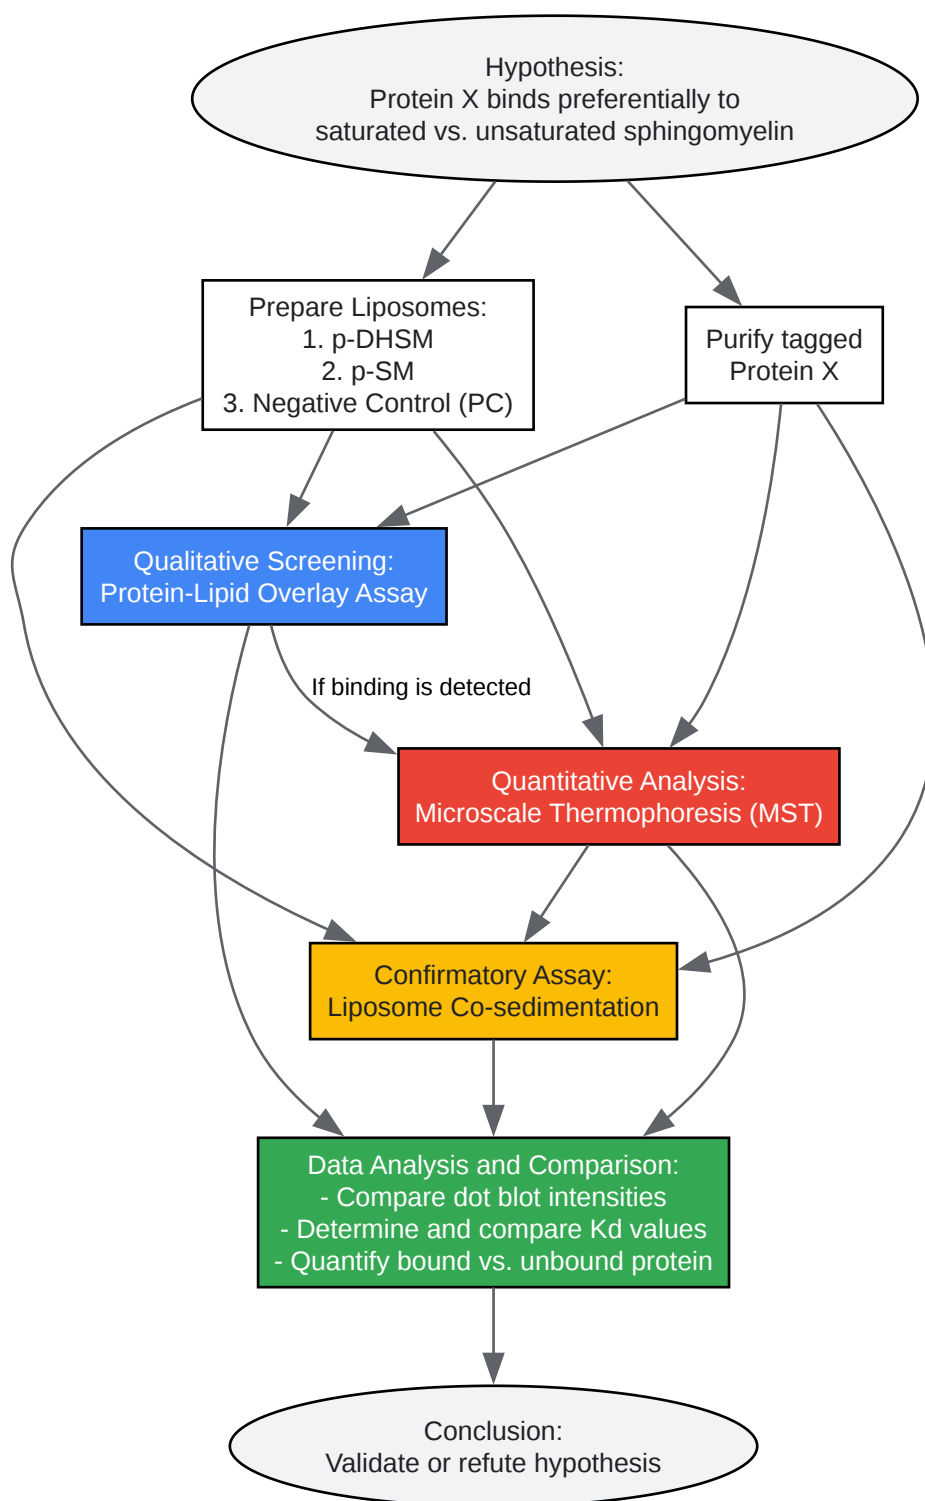 Hypothesis:
Protein X binds preferentially to
saturated vs. unsaturated sphingomyelin
Prepare Liposomes:
1. p-DHSM
2. p-SM
3. Negative Control (PC)
Purify tagged
Protein X
Qualitative Screening:
Protein-Lipid Overlay Assay
If binding is detected
Quantitative Analysis:
Microscale Thermophoresis (MST)
Confirmatory Assay:
Liposome Co-sedimentation
Data Analysis and Comparison:
- Compare dot blot intensities
- Determine and compare Kd values
- Quantify bound vs. unbound protein
Conclusion:
Validate or refute hypothesis